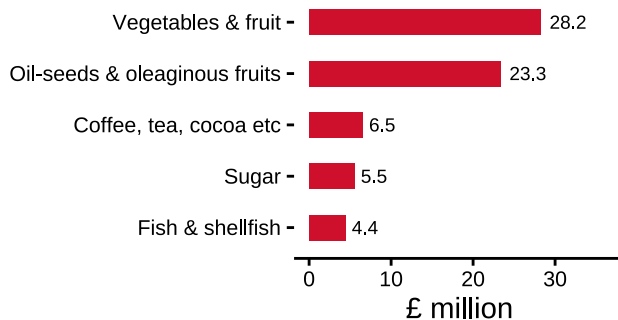 Vegetables & fruit 28.2
Oil-seeds & oleaginous fruits 23.3
Coffee, tea, cocoa etc 6.5
Sugar 5.5
Fish & shellfish 4.4
0 10 20 30
£ million